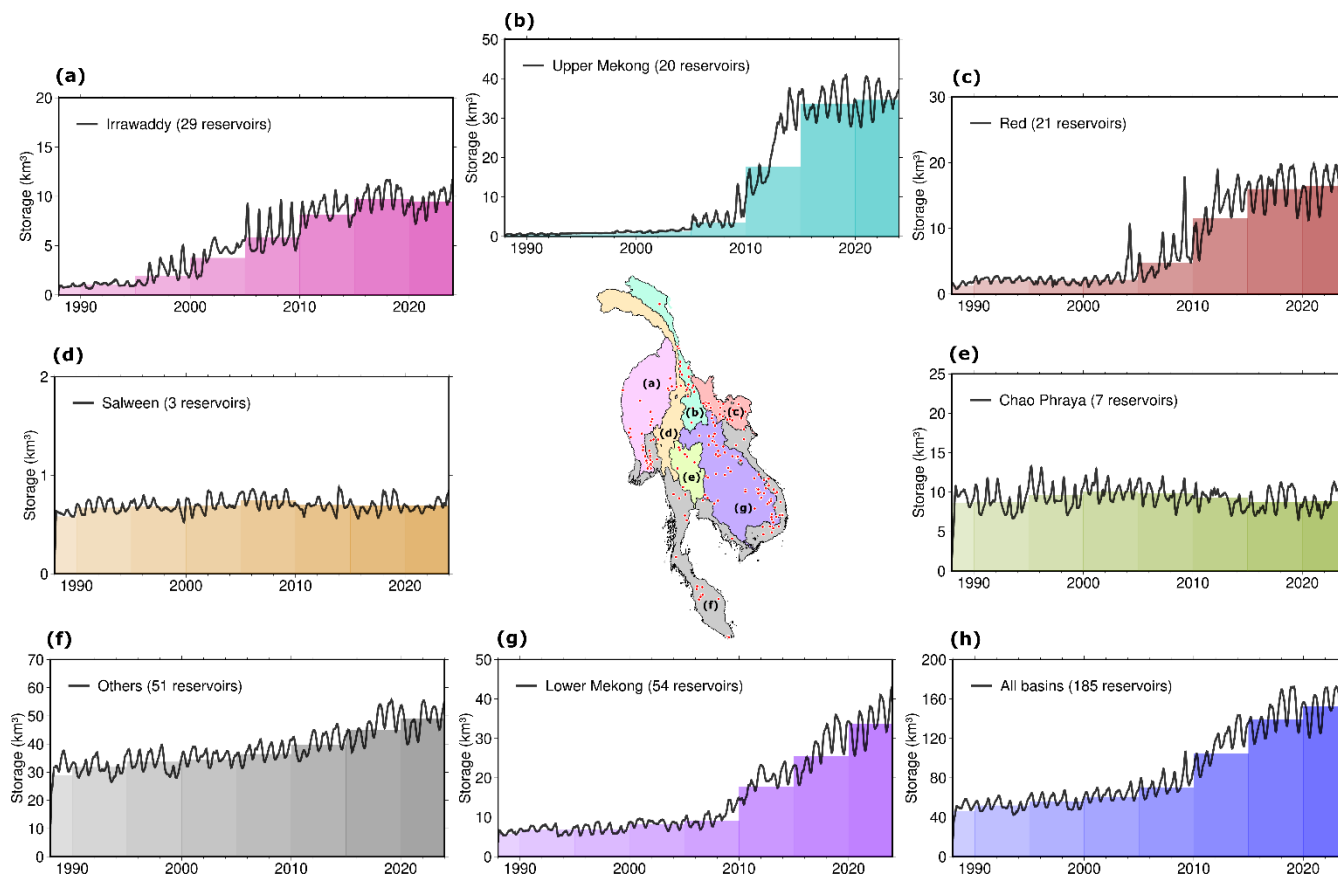 (a)
20
15
10
5
0
Storage (km³)
Irrawaddy (29 reservoirs)
1990 2000 2010 2020
(b)
50
40
30
20
10
0
Storage (km³)
Upper Mekong (20 reservoirs)
1990 2000 2010 2020
(c)
30
20
10
0
Storage (km³)
Red (21 reservoirs)
1990 2000 2010 2020
(d)
2
1
0
Storage (km³)
Salween (3 reservoirs)
1990 2000 2010 2020
(a)
(b)
(c)
(d)
(e)
(g)
(f)
(e)
25
20
15
10
5
0
Storage (km³)
Chao Phraya (7 reservoirs)
1990 2000 2010 2020
(f)
70
60
50
40
30
20
10
0
Storage (km³)
Others (51 reservoirs)
1990 2000 2010 2020
(g)
50
40
30
20
10
0
Storage (km³)
Lower Mekong (54 reservoirs)
1990 2000 2010 2020
(h)
200
160
120
80
40
0
Storage (km³)
All basins (185 reservoirs)
1990 2000 2010 2020